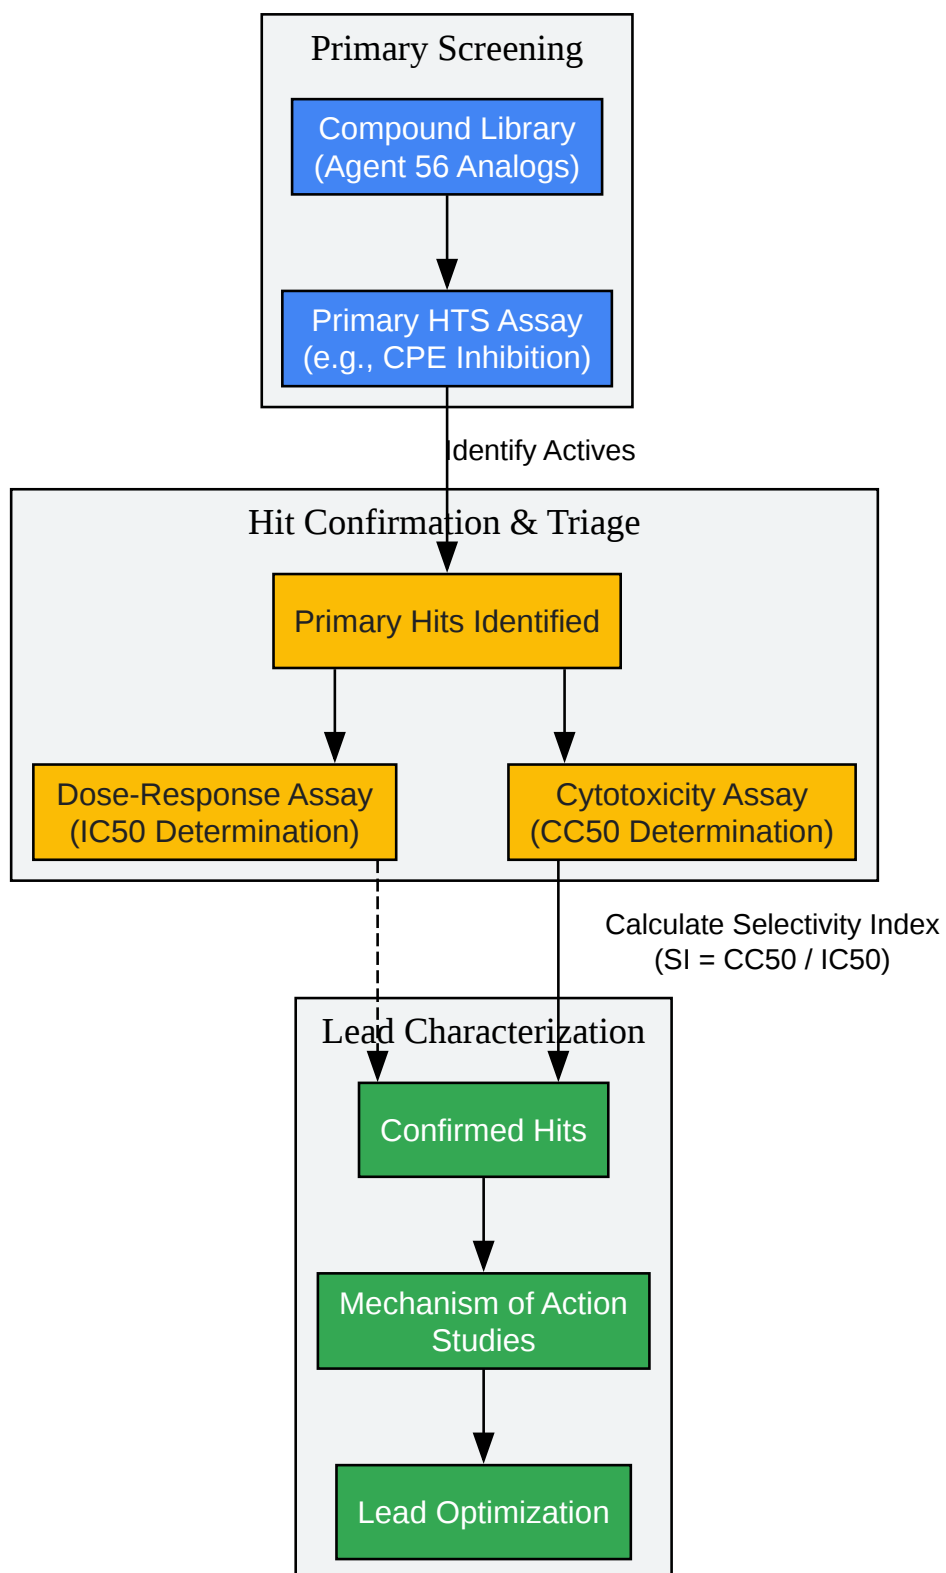 Primary Screening
Compound Library
(Agent 56 Analogs)
Primary HTS Assay
(e.g., CPE Inhibition)
Identify Actives
Hit Confirmation & Triage
Primary Hits Identified
Dose-Response Assay
(IC50 Determination)
Cytotoxicity Assay
(CC50 Determination)
Calculate Selectivity Index
(SI = CC50 / IC50)
Lead Characterization
Confirmed Hits
Mechanism of Action
Studies
Lead Optimization